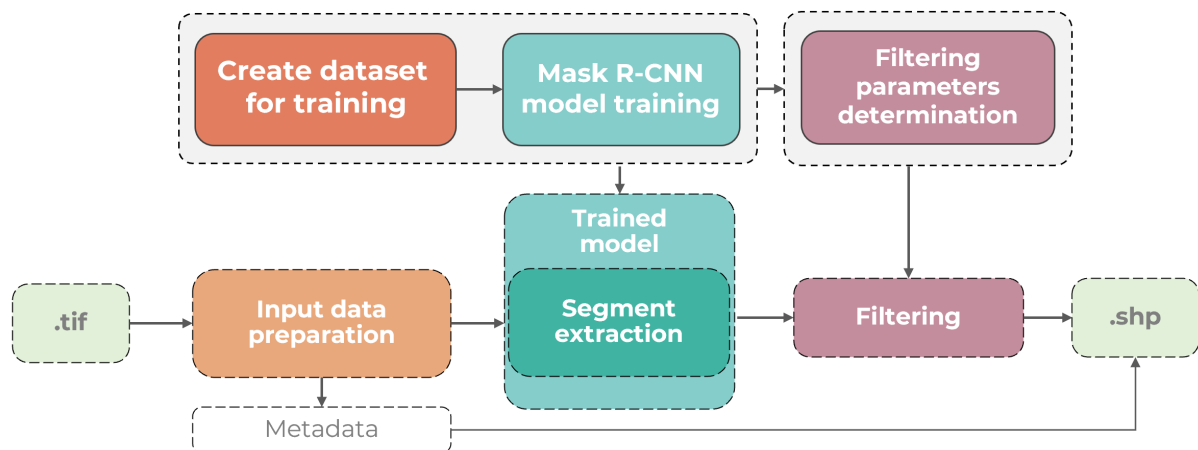 Create dataset
for training
Mask R-CNN
model training
Filtering
parameters
determination
Trained
model
.tif
Input data
preparation
Segment
extraction
Filtering
.shp
Metadata